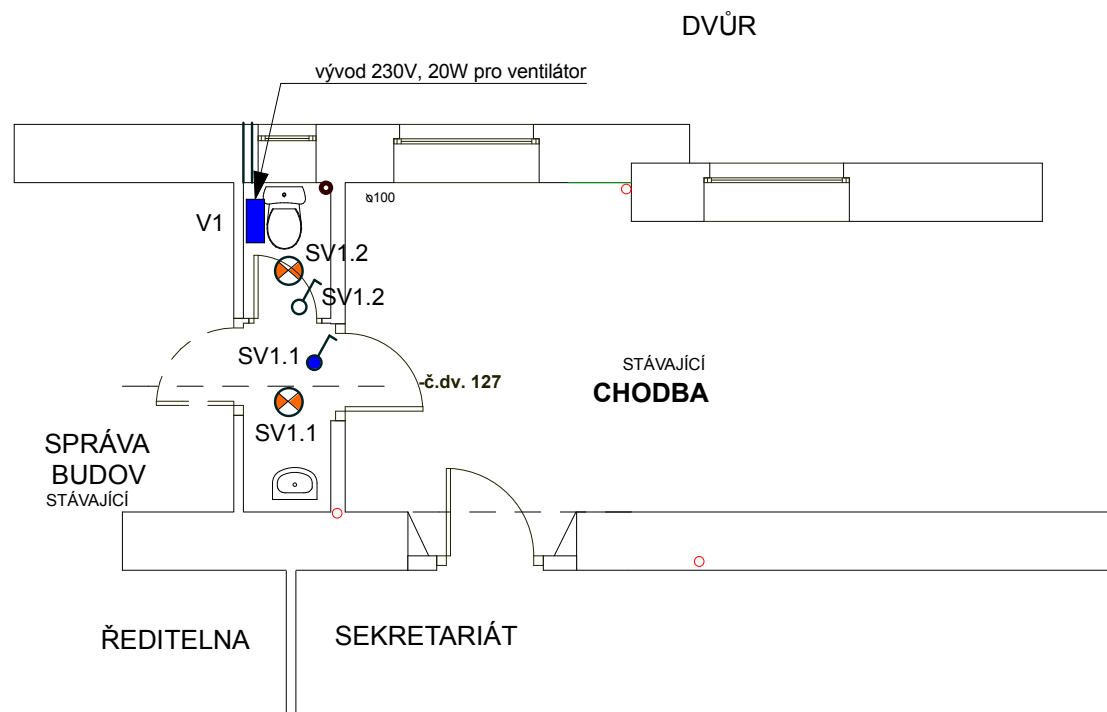 DVŮR
vývod 230V, 20W pro ventilátor
ø100
V1
SV1.2
SV1.2
SV1.1
č.dv. 127
STÁVAJÍCÍ
CHODBA
SV1.1
SPRÁVA
BUDOV
STÁVAJÍCÍ
ŘEDITELNA
SEKRETARIÁT